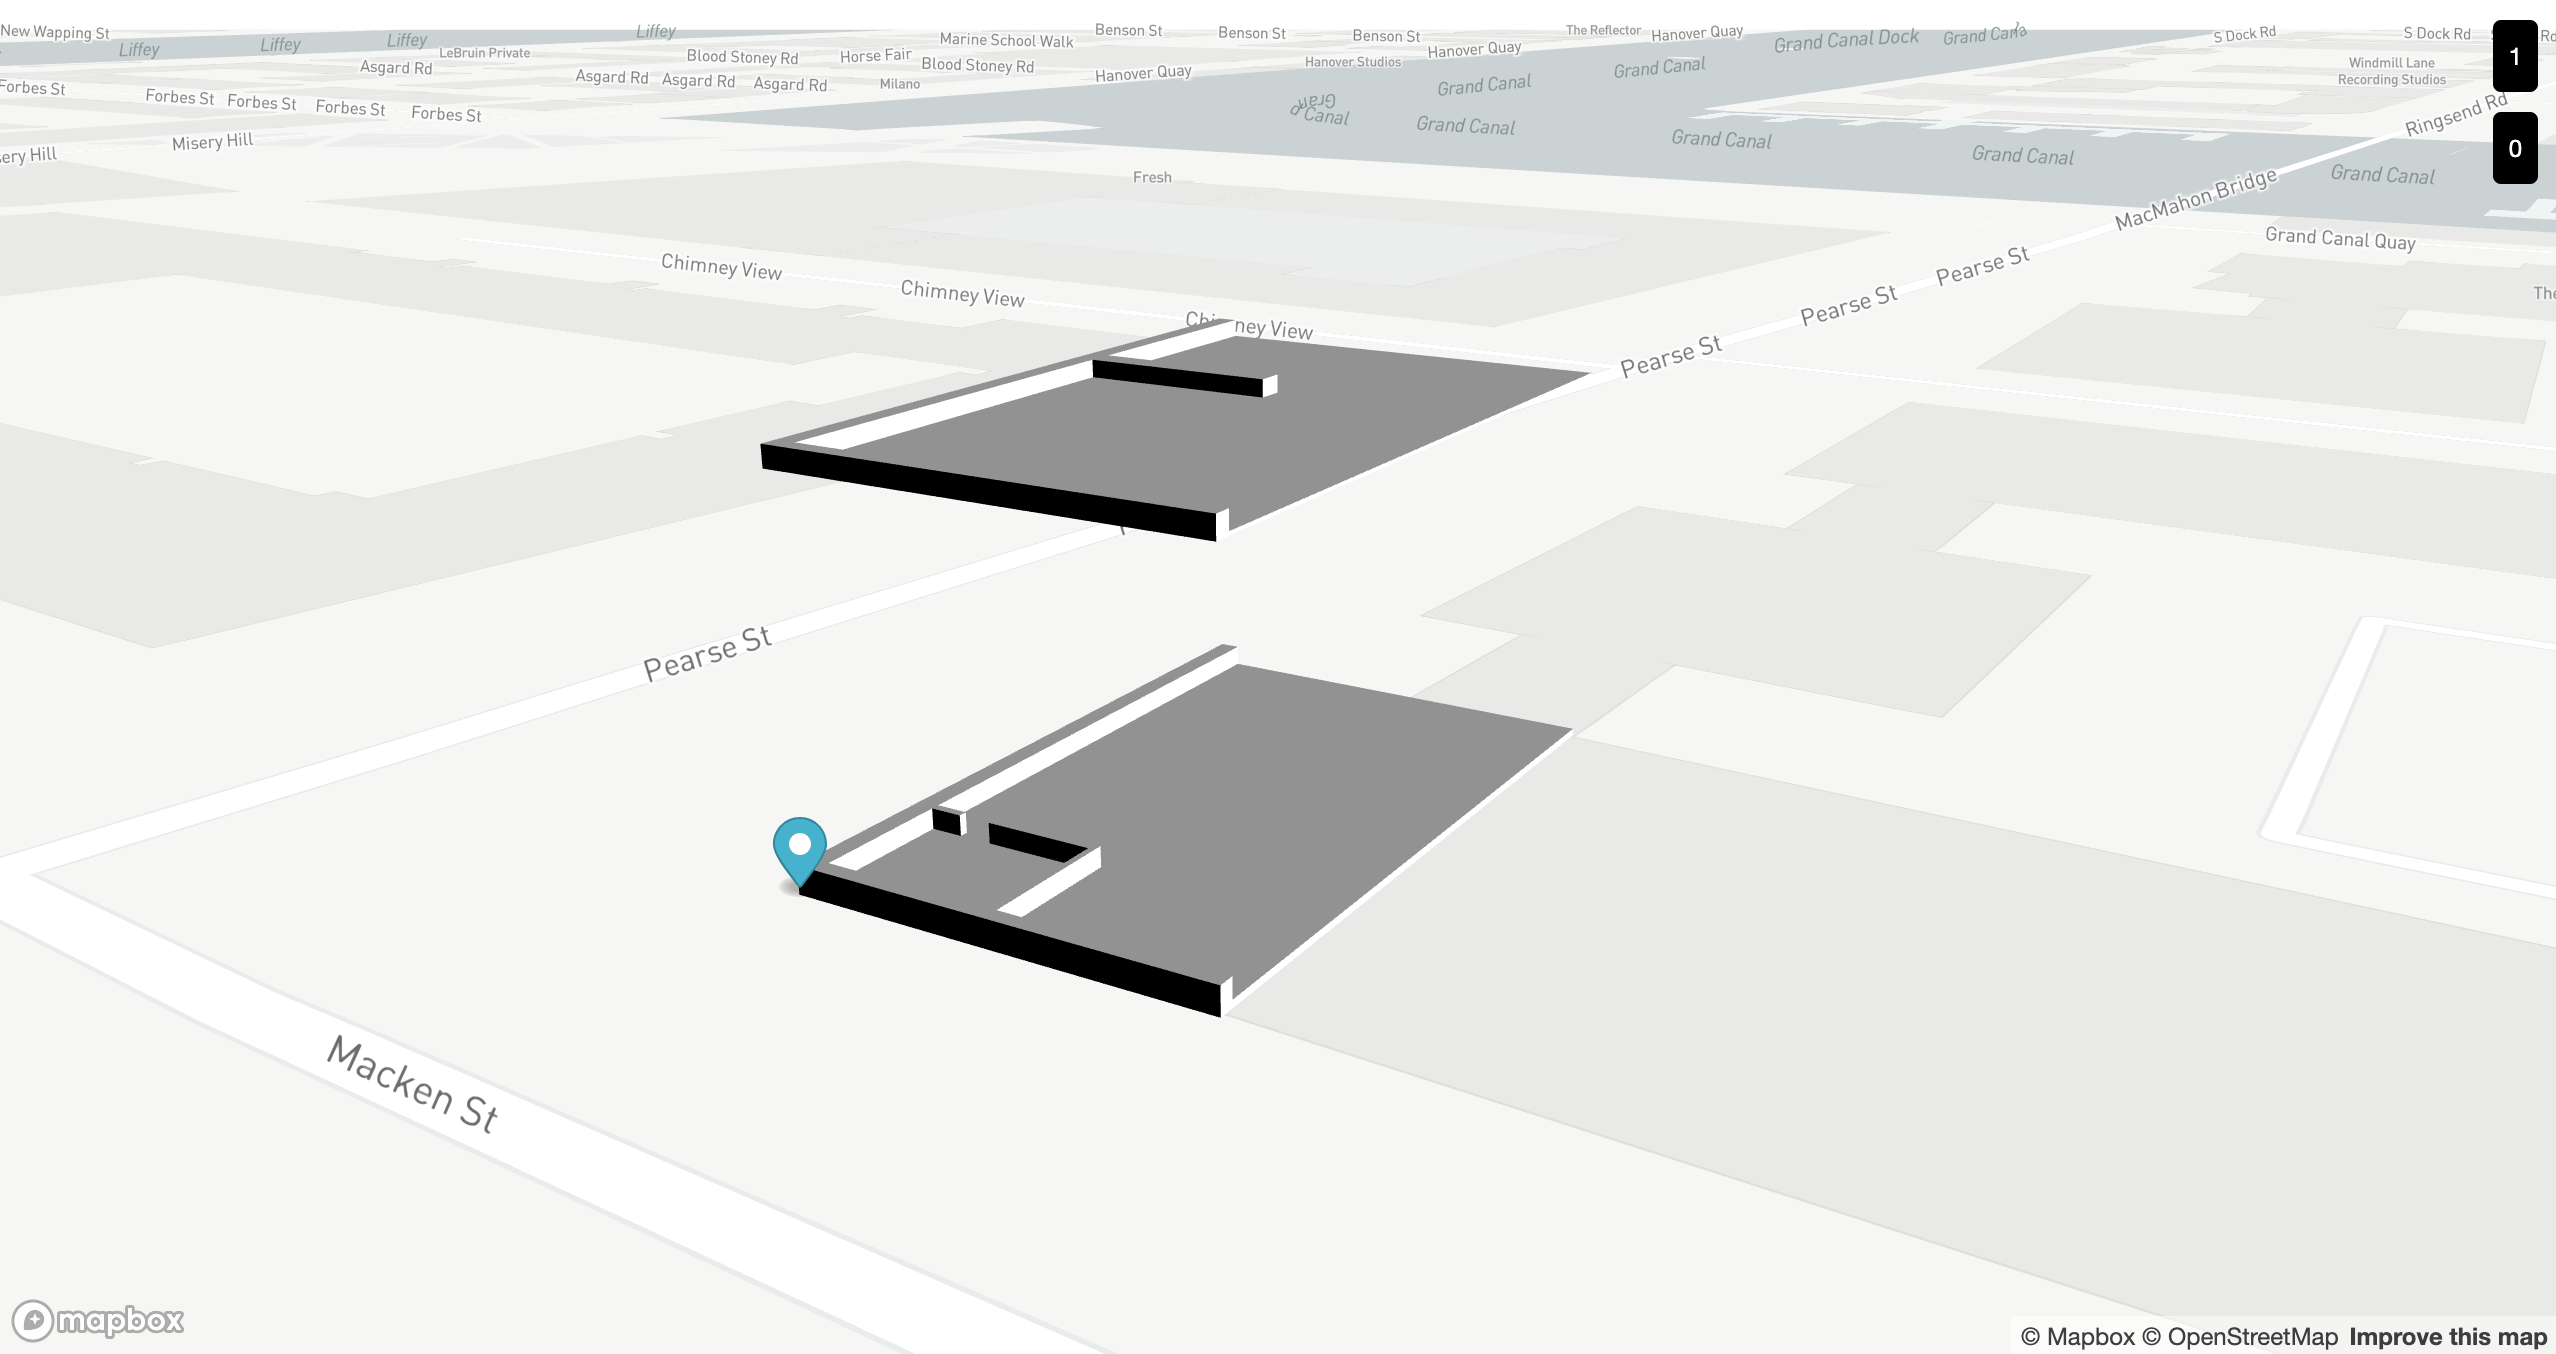 New Wapping St
Liffey
Liffey
Liffey
Liffey
LeBruin Private
Asgard Rd
Asgard Rd
Asgard Rd
Asgard Rd
Blood Stoney Rd
Horse Fair
Milano
Marine School Walk
Blood Stoney Rd
Benson St
Benson St
Benson St
Hanover Quay
Hanover Studios
Hanover Quay
The Reflector
Hanover Quay
Grand Canal Dock
S Dock Rd
S Dock Rd
Windmill Lane
Recording Studios
Ringsend Rd
1
0
Forbes St
Forbes St
Forbes St
Forbes St
Forbes St
Misery Hill
Grand Canal
Grand Canal
Grand
Canal
Grand Canal
Grand Canal
Grand Canal
Grand Canal
Fresh
MacMahon Bridge
Grand Canal Quay
Chimney View
Chimney View
Pearse St
Pearse St
Pearse St
The
Pearse St
Macken St
mapbox
© Mapbox © OpenStreetMap Improve this map